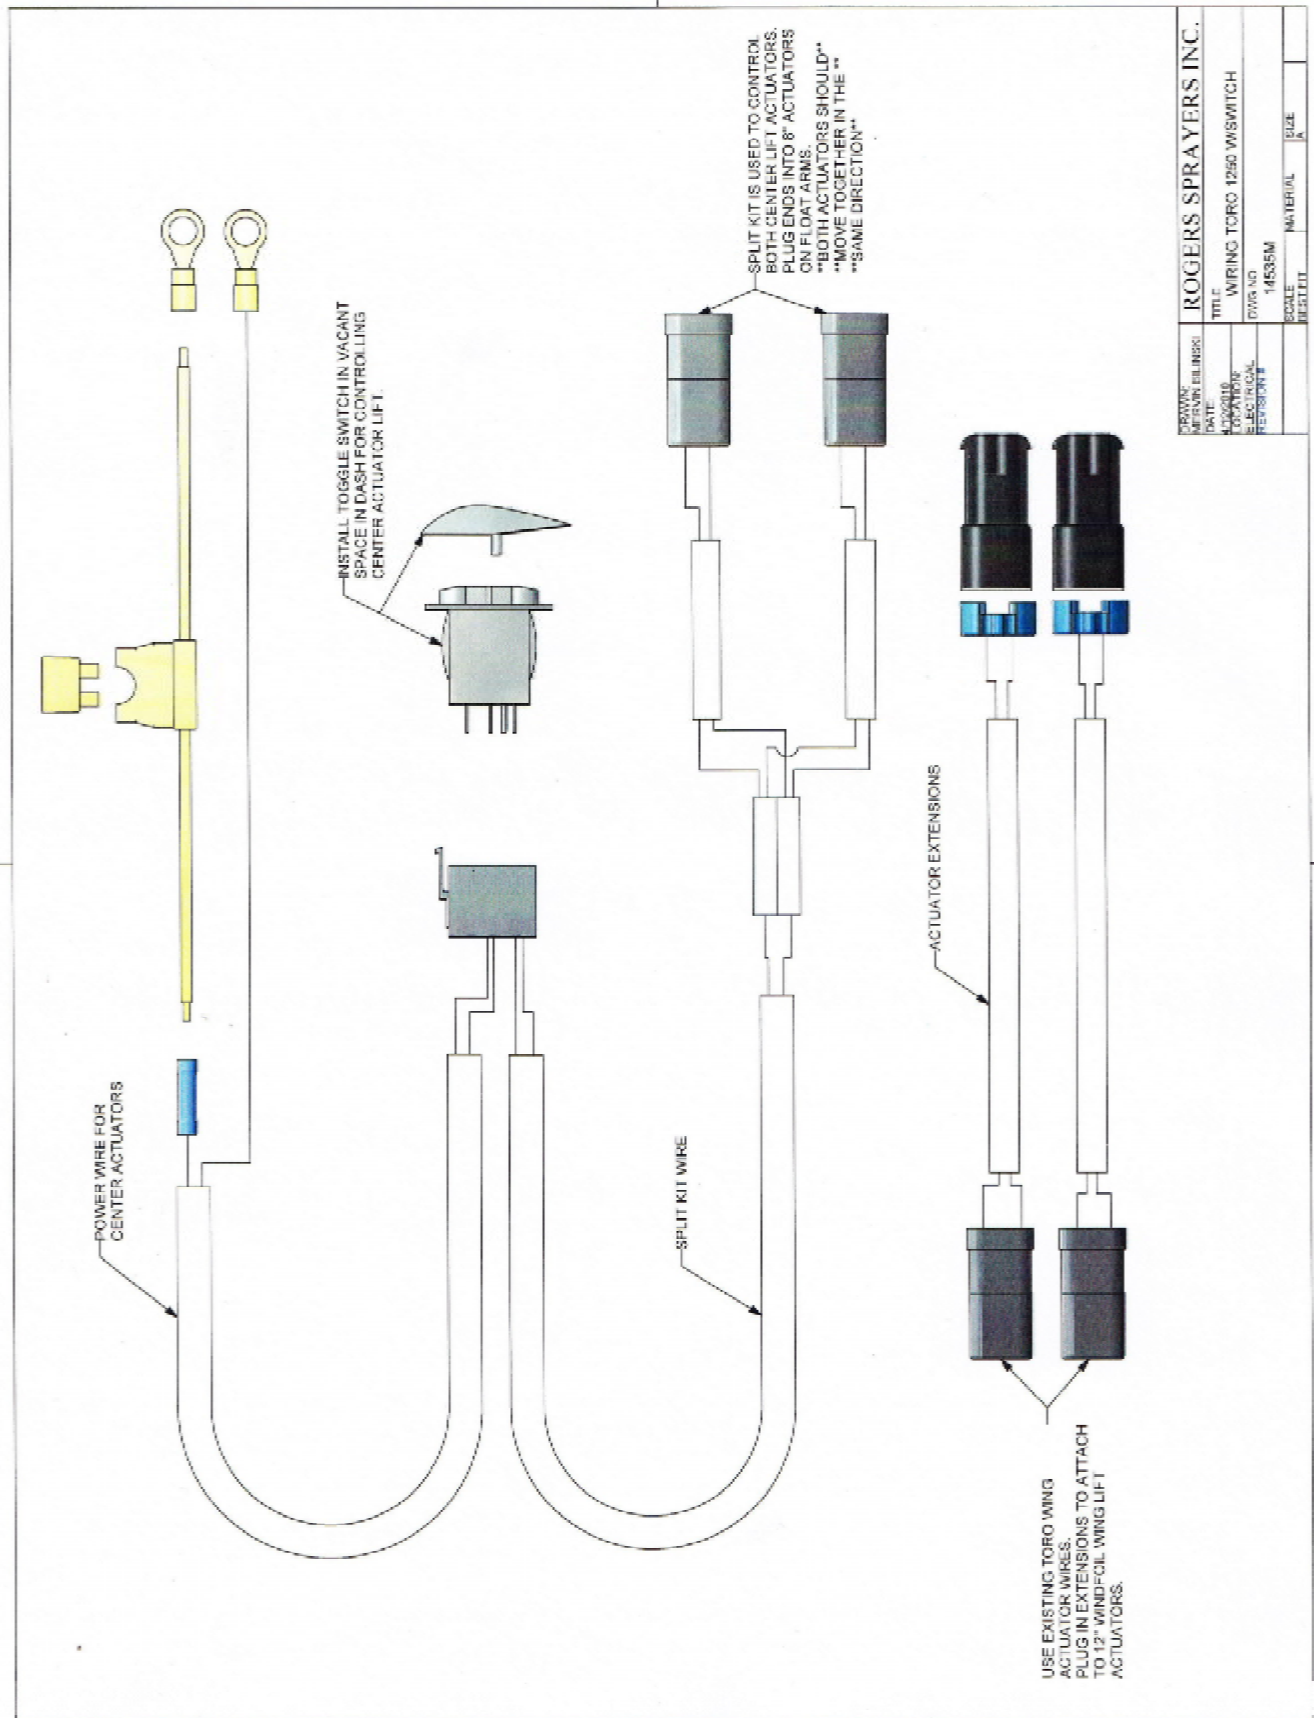 POWER WIRE FOR
CENTER ACTUATORS
INSTALL TOGGLE SWITCH IN VACANT
SPACE IN DASH FOR CONTROLLING
CENTER ACTUATOR LIFT.
SPLIT KIT WIRE
SPLIT KIT IS USED TO CONTROL
BOTH CENTER LIFT ACTUATORS.
PLUG ENDS INTO 8" ACTUATORS
ON FLOAT ARMS.
**BOTH ACTUATORS SHOULD**
**MOVE TOGETHER IN THE **
**SAME DIRECTION**
ACTUATOR EXTENSIONS
USE EXISTING TORO WING
ACTUATOR WIRES.
PLUG IN EXTENSIONS TO ATTACH
TO 12" WINDFOIL WING LIFT
ACTUATORS.
DRAWN:
MERVIN BILINSKI
DATE:
LOCATION:
ELECTRICAL
REVISION #
ROGERS SPRAYERS INC.
TITLE
WIRING TORO 1250 W/SWITCH
DWG NO
14535M
SCALE
BEST FIT
MATERIAL
SIZE
A